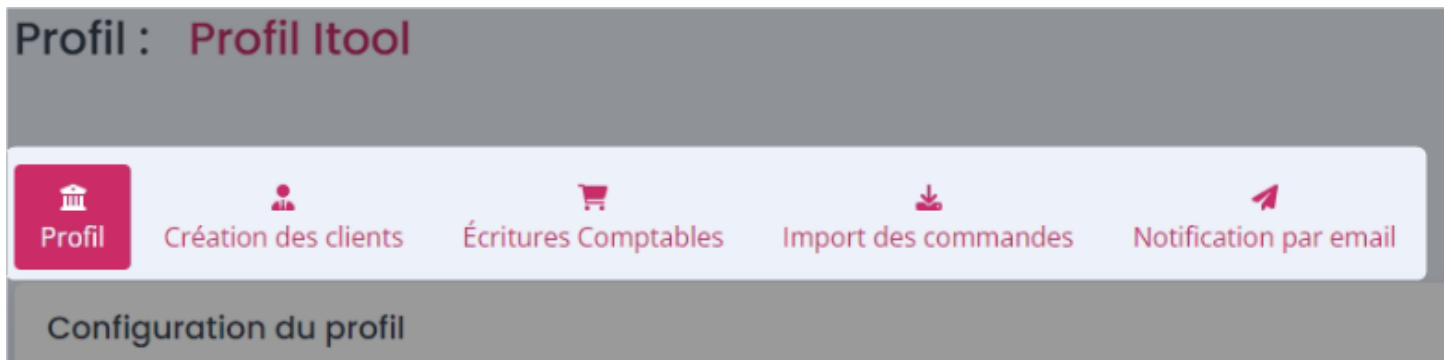 Profil : Profil Itool
Profil Création des clients Écritures Comptables Import des commandes Notification par email
Configuration du profil